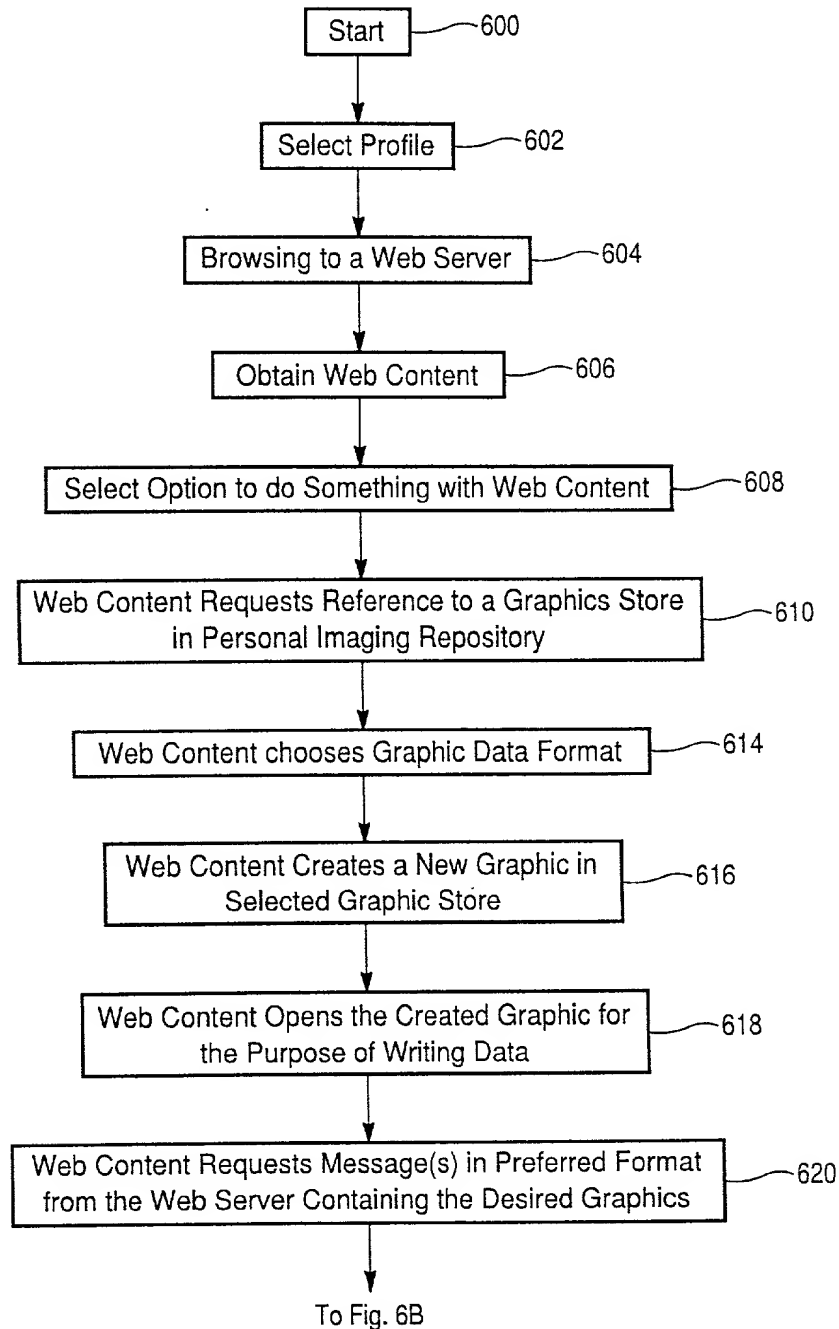 Start 600
Select Profile 602
Browsing to a Web Server 604
Obtain Web Content 606
Select Option to do Something with Web Content 608
Web Content Requests Reference to a Graphics Store
in Personal Imaging Repository 610
Web Content chooses Graphic Data Format 614
Web Content Creates a New Graphic in
Selected Graphic Store 616
Web Content Opens the Created Graphic for
the Purpose of Writing Data 618
Web Content Requests Message(s) in Preferred Format
from the Web Server Containing the Desired Graphics 620
To Fig. 6B